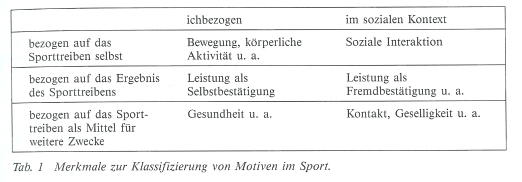 ichbezogen im sozialen Kontext
bezogen auf das Bewegung, körperliche Soziale Interaktion
Sporttreiben selbst Aktivität u. a.
bezogen auf das Ergebnis Leistung als Leistung als
des Sporttreibens Selbstbestätigung Fremdbestätigung u. a.
bezogen auf das Sport- Gesundheit u. a. Kontakt, Geselligkeit u. a.
treiben als Mittel für
weitere Zwecke
Tab. 1 Merkmale zur Klassifizierung von Motiven im Sport.